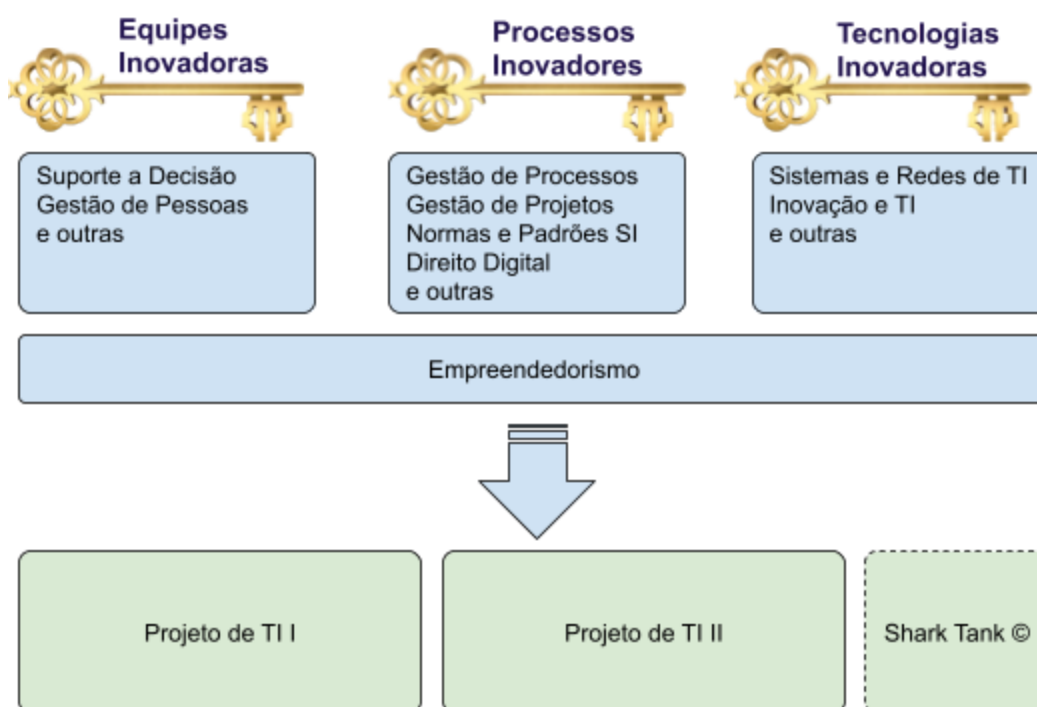 Equipes
Inovadoras
Processos
Inovadores
Tecnologias
Inovadoras
Suporte a Decisão
Gestão de Pessoas
e outras
Gestão de Processos
Gestão de Projetos
Normas e Padrões SI
Direito Digital
e outras
Sistemas e Redes de TI
Inovação e TI
e outras
Empreendedorismo
Projeto de TI I
Projeto de TI II
Shark Tank ©